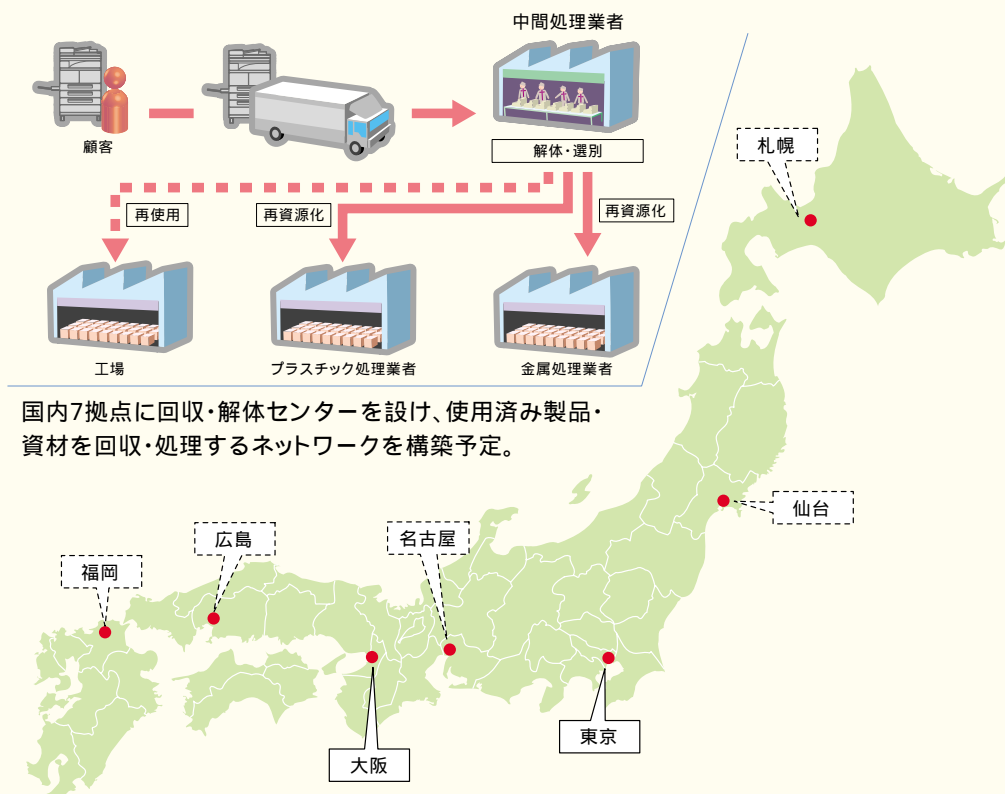 中間処理業者
顧客
解体・選別
再使用
再資源化
再資源化
工場
プラスチック処理業者
金属処理業者
国内7拠点に回収・解体センターを設け、使用済み製品・
資材を回収・処理するネットワークを構築予定。
札幌
仙台
名古屋
広島
福岡
東京
大阪